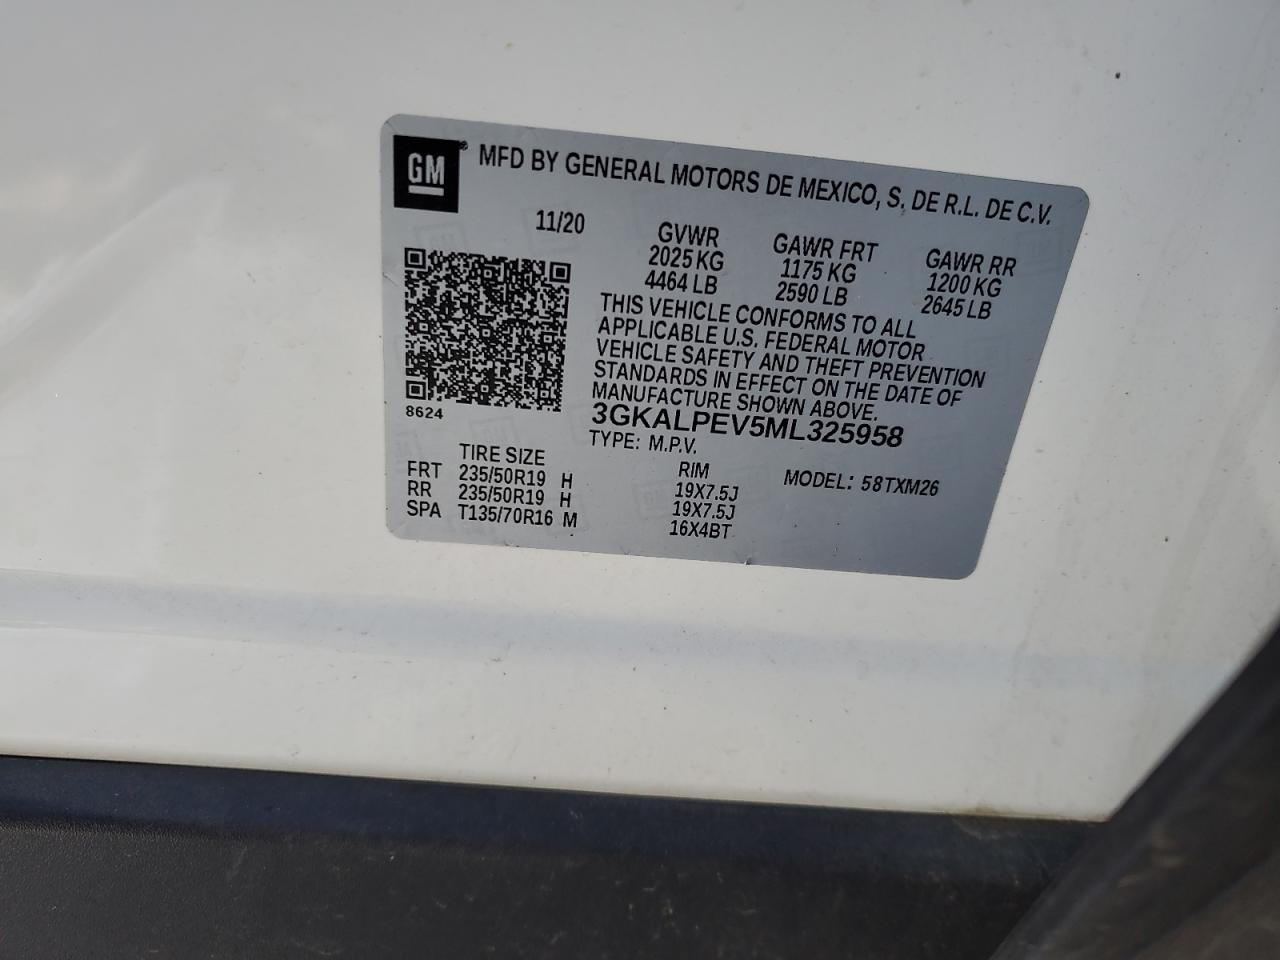 GM® MFD BY GENERAL MOTORS DE MEXICO, S, DE R.L. DE C.V.
11/20 GVWR GAWR FRT GAWR RR
2025 KG 1175 KG 1200 KG
4464 LB 2590 LB 2645 LB
THIS VEHICLE CONFORMS TO ALL
APPLICABLE U.S. FEDERAL MOTOR
VEHICLE SAFETY AND THEFT PREVENTION
STANDARDS IN EFFECT ON THE DATE OF
MANUFACTURE SHOWN ABOVE.
8624
3GKALPEV5ML325958
TYPE: M.P.V. MODEL: 58TXM26
TIRE SIZE RIM
FRT 235/50R19 H 19X7.5J
RR 235/50R19 H 19X7.5J
SPA T135/70R16 M 16X4BT